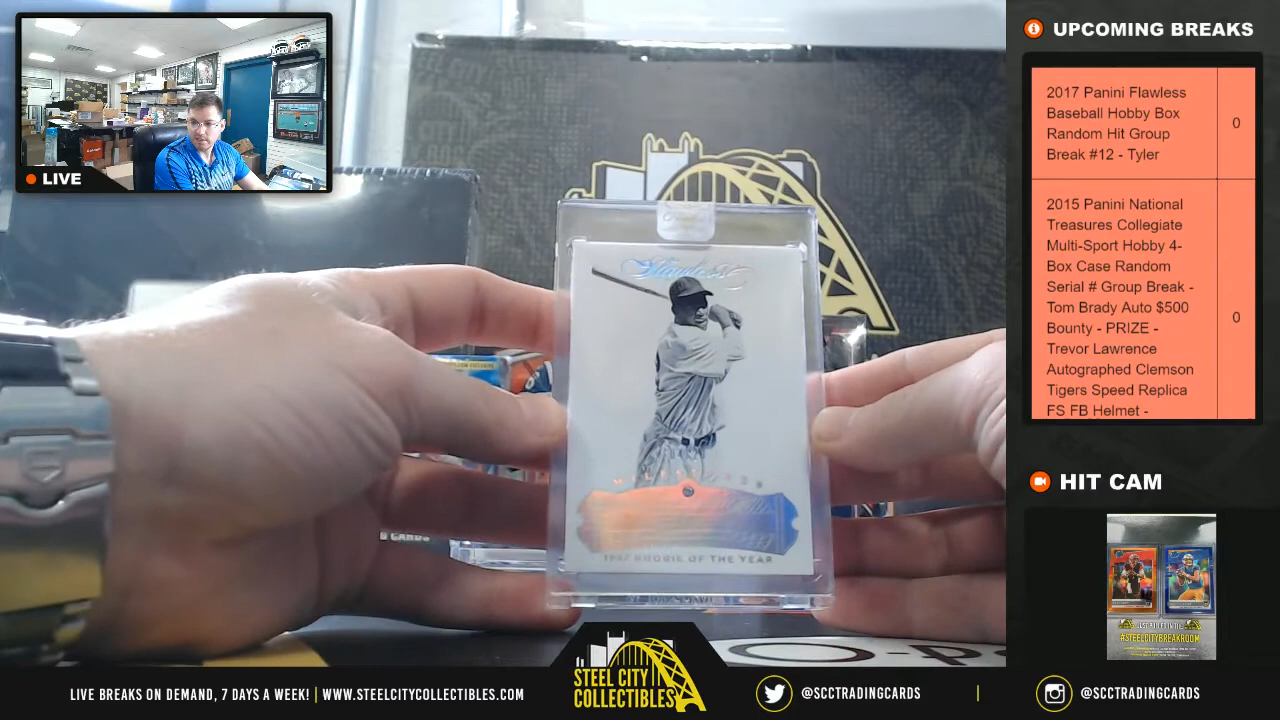 LIVE
UPCOMING BREAKS
2017 Panini Flawless
Baseball Hobby Box
Random Hit Group
Break #12 - Tyler
0
2015 Panini National
Treasures Collegiate
Multi-Sport Hobby 4-
Box Case Random
Serial # Group Break -
Tom Brady Auto $500
Bounty - PRIZE -
Trevor Lawrence
Autographed Clemson
Tigers Speed Replica
FS FB Helmet -
0
Flawless
MILESTONES
1947 ROOKIE OF THE YEAR
CARDS
HIT CAM
#STEELCITYBREAKROOM
O-PE
LIVE BREAKS ON DEMAND, 7 DAYS A WEEK! | WWW.STEELCITYCOLLECTIBLES.COM
STEEL CITY
COLLECTIBLES
@SCCTRADINGCARDS
@SCCTRADINGCARDS